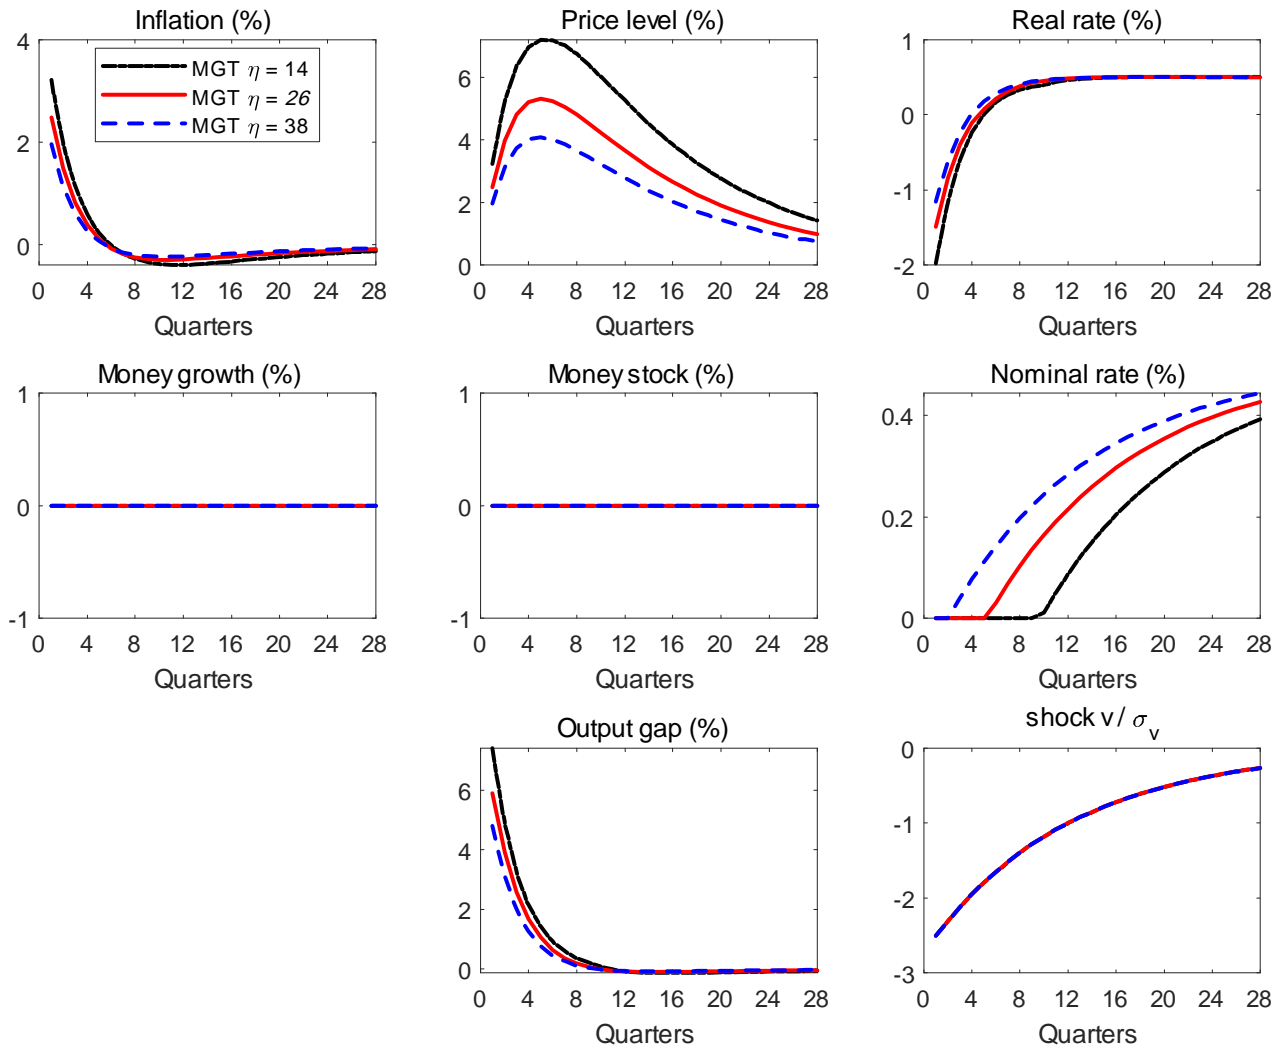 Inflation (%)
4
2
0
0 4 8 12 16 20 24 28
Quarters
MGT η = 14
MGT η = 26
MGT η = 38
Price level (%)
6
4
2
0
0 4 8 12 16 20 24 28
Quarters
Real rate (%)
1
0
-1
-2
0 4 8 12 16 20 24 28
Quarters
Money growth (%)
1
0
-1
0 4 8 12 16 20 24 28
Quarters
Money stock (%)
1
0
-1
0 4 8 12 16 20 24 28
Quarters
Nominal rate (%)
0.4
0.2
0
0 4 8 12 16 20 24 28
Quarters
Output gap (%)
6
4
2
0
0 4 8 12 16 20 24 28
Quarters
shock v / σ_v
0
-1
-2
-3
0 4 8 12 16 20 24 28
Quarters